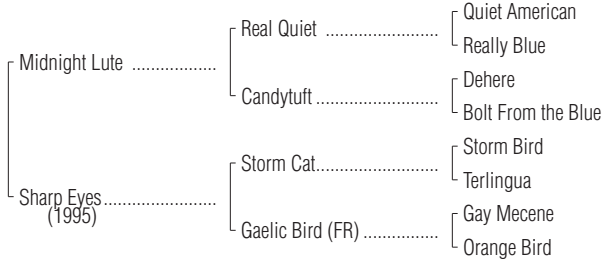 Quiet American
Real Quiet ....................
Really Blue
Midnight Lute ...................
Dehere
Candytuft ...........................
Bolt From the Blue
Storm Bird
Storm Cat...........................
Terlingua
Sharp Eyes.........................
(1995)
Gay Mecene
Gaelic Bird (FR) .................
Orange Bird